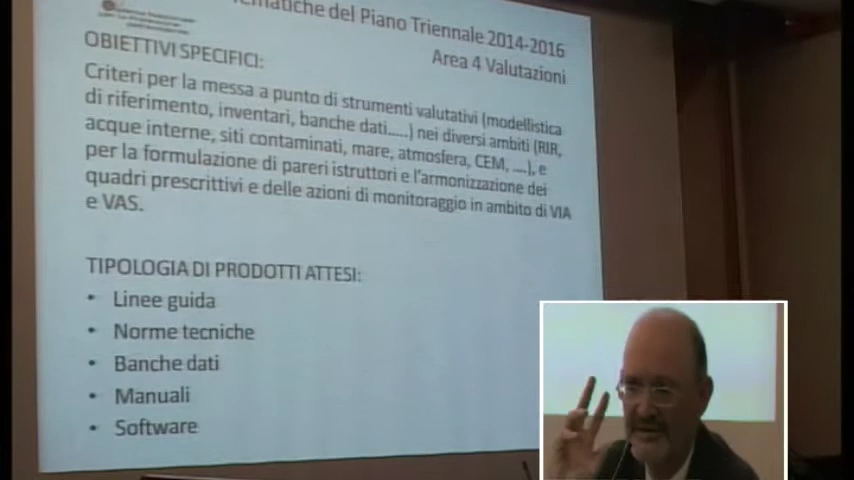 del Piano Triennale 2014-2016
Area 4 Valutazioni
OBIETTIVI SPECIFICI:
Criteri per la messa a punto di strumenti valutativi (modellistica
di riferimento, inventari, banche dati.....) nei diversi ambiti (RIR,
acque interne, siti contaminati, mare, atmosfera, CEM, ....), e
per la formulazione di pareri istruttori e l'armonizzazione dei
quadri prescrittivi e delle azioni di monitoraggio in ambito di VIA
e VAS.
TIPOLOGIA DI PRODOTTI ATTESI:
• Linee guida
• Norme tecniche
• Banche dati
• Manuali
• Software